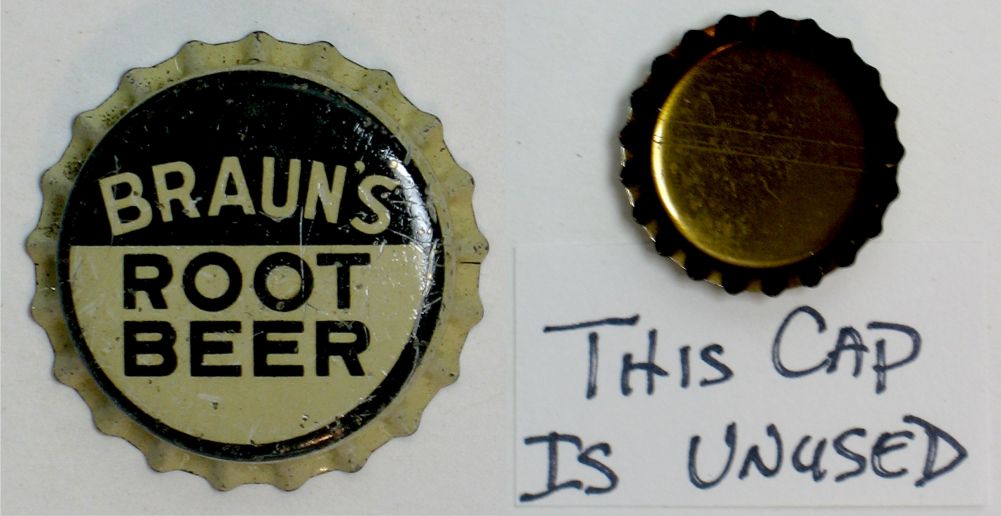 BRAUN'S
ROOT
BEER
THIS CAP
IS UNUSED